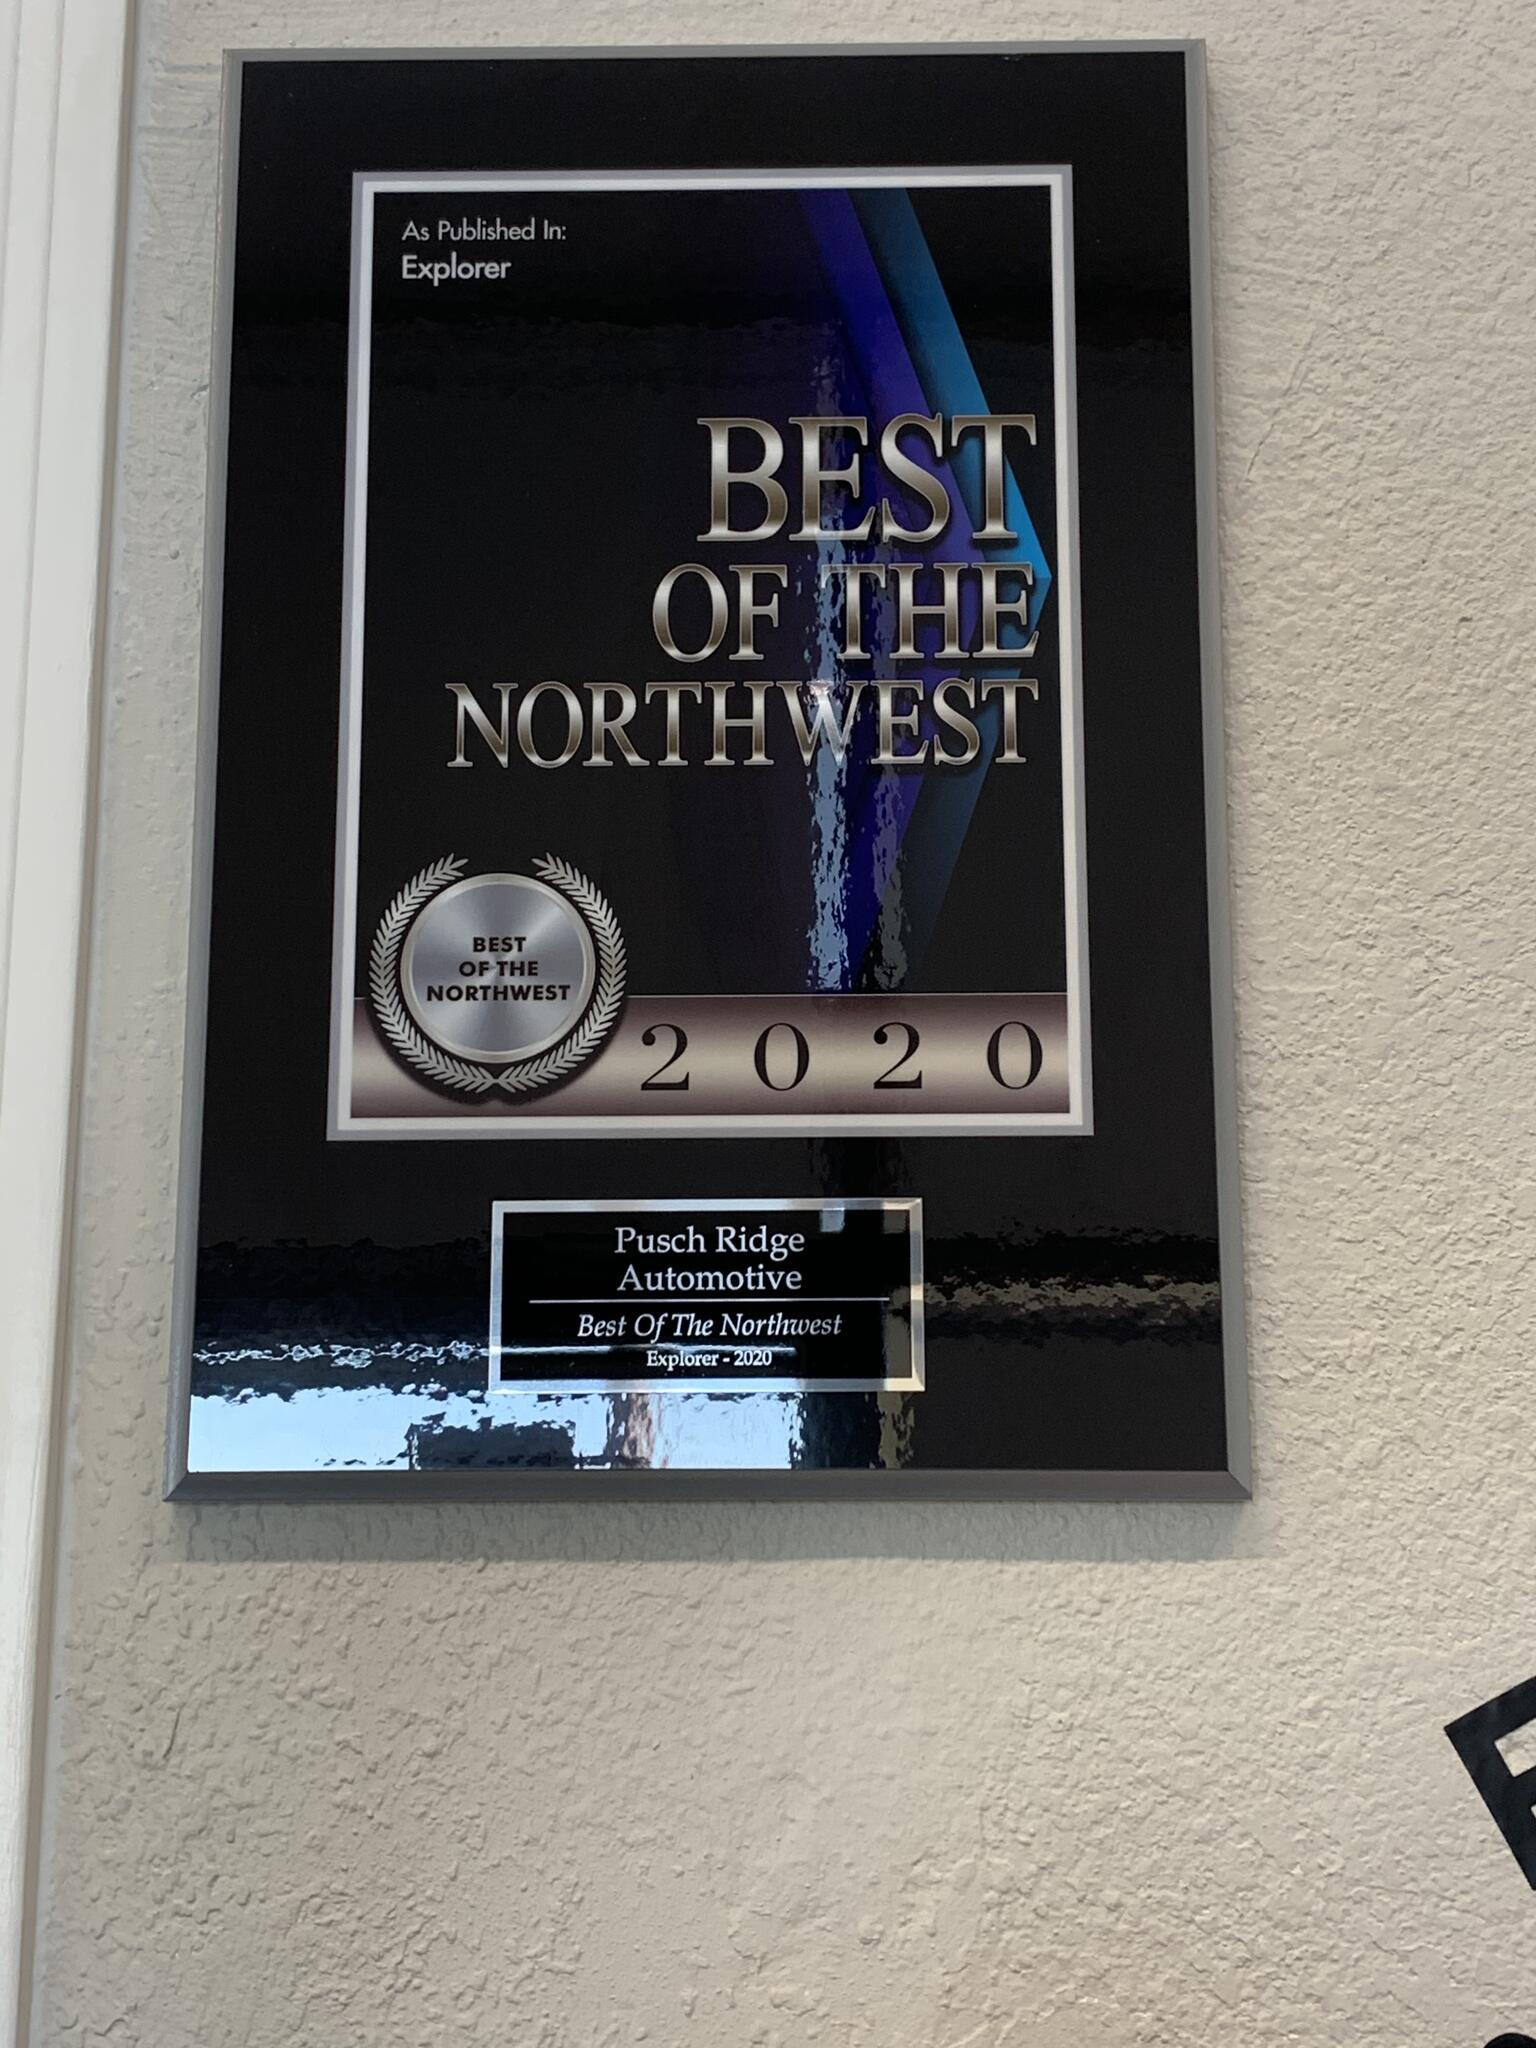 As Published In:
Explorer
BEST
OF THE
NORTHWEST
BEST
OF THE
NORTHWEST
2020
Pusch Ridge
Automotive
Best Of The Northwest
Explorer - 2020